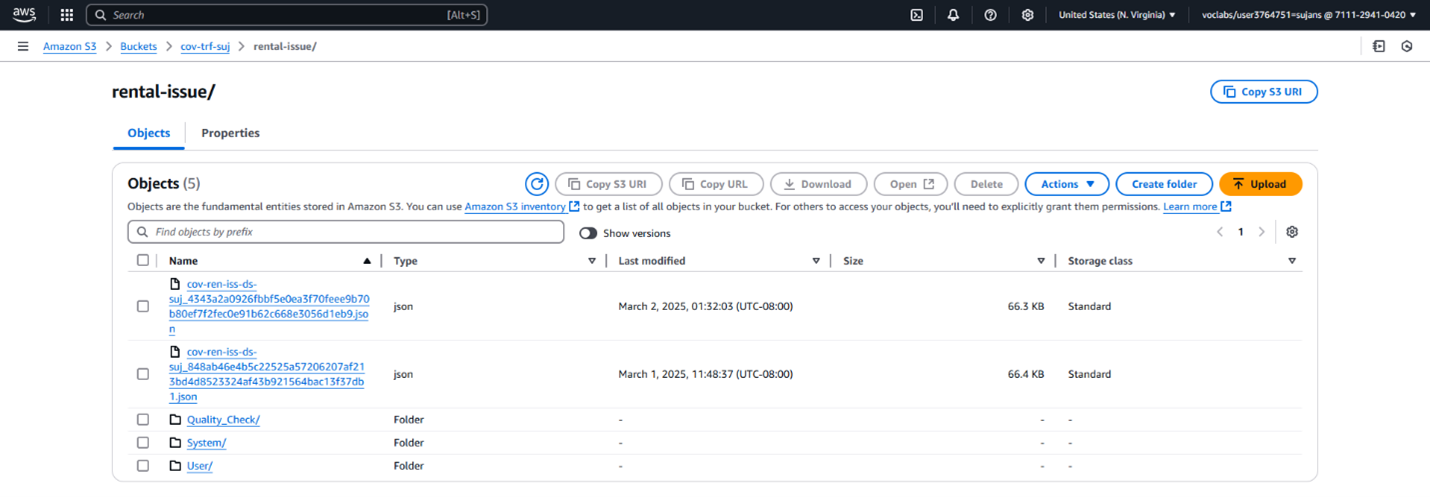 aws
Search [Alt+S] United States (N. Virginia) ▼ voclabs/user3764751=sujans @ 7111-2941-0420 ▼
Amazon S3 > Buckets > cov-trf-suj > rental-issue/
rental-issue/
Copy S3 URI
Objects Properties
Objects (5) Copy S3 URI Copy URL Download Open Delete Actions ▼ Create folder Upload
Objects are the fundamental entities stored in Amazon S3. You can use Amazon S3 inventory to get a list of all objects in your bucket. For others to access your objects, you'll need to explicitly grant them permissions. Learn more
Find objects by prefix Show versions < 1 >
Name Type Last modified Size Storage class
cov-ren-iss-ds-
suj_4343a2a0926fbbf5e0ea3f70feee9b70
b80ef7f2fec0e91b62c668e3056d1eb9.jso
n
json March 2, 2025, 01:32:03 (UTC-08:00) 66.3 KB Standard
cov-ren-iss-ds-
suj_848ab46e4b5c22525a57206207af21
3bd4d8523324af43b921564bac13f37db
1.json
json March 1, 2025, 11:48:37 (UTC-08:00) 66.4 KB Standard
Quality_Check/ Folder - - -
System/ Folder - - -
User/ Folder - - -